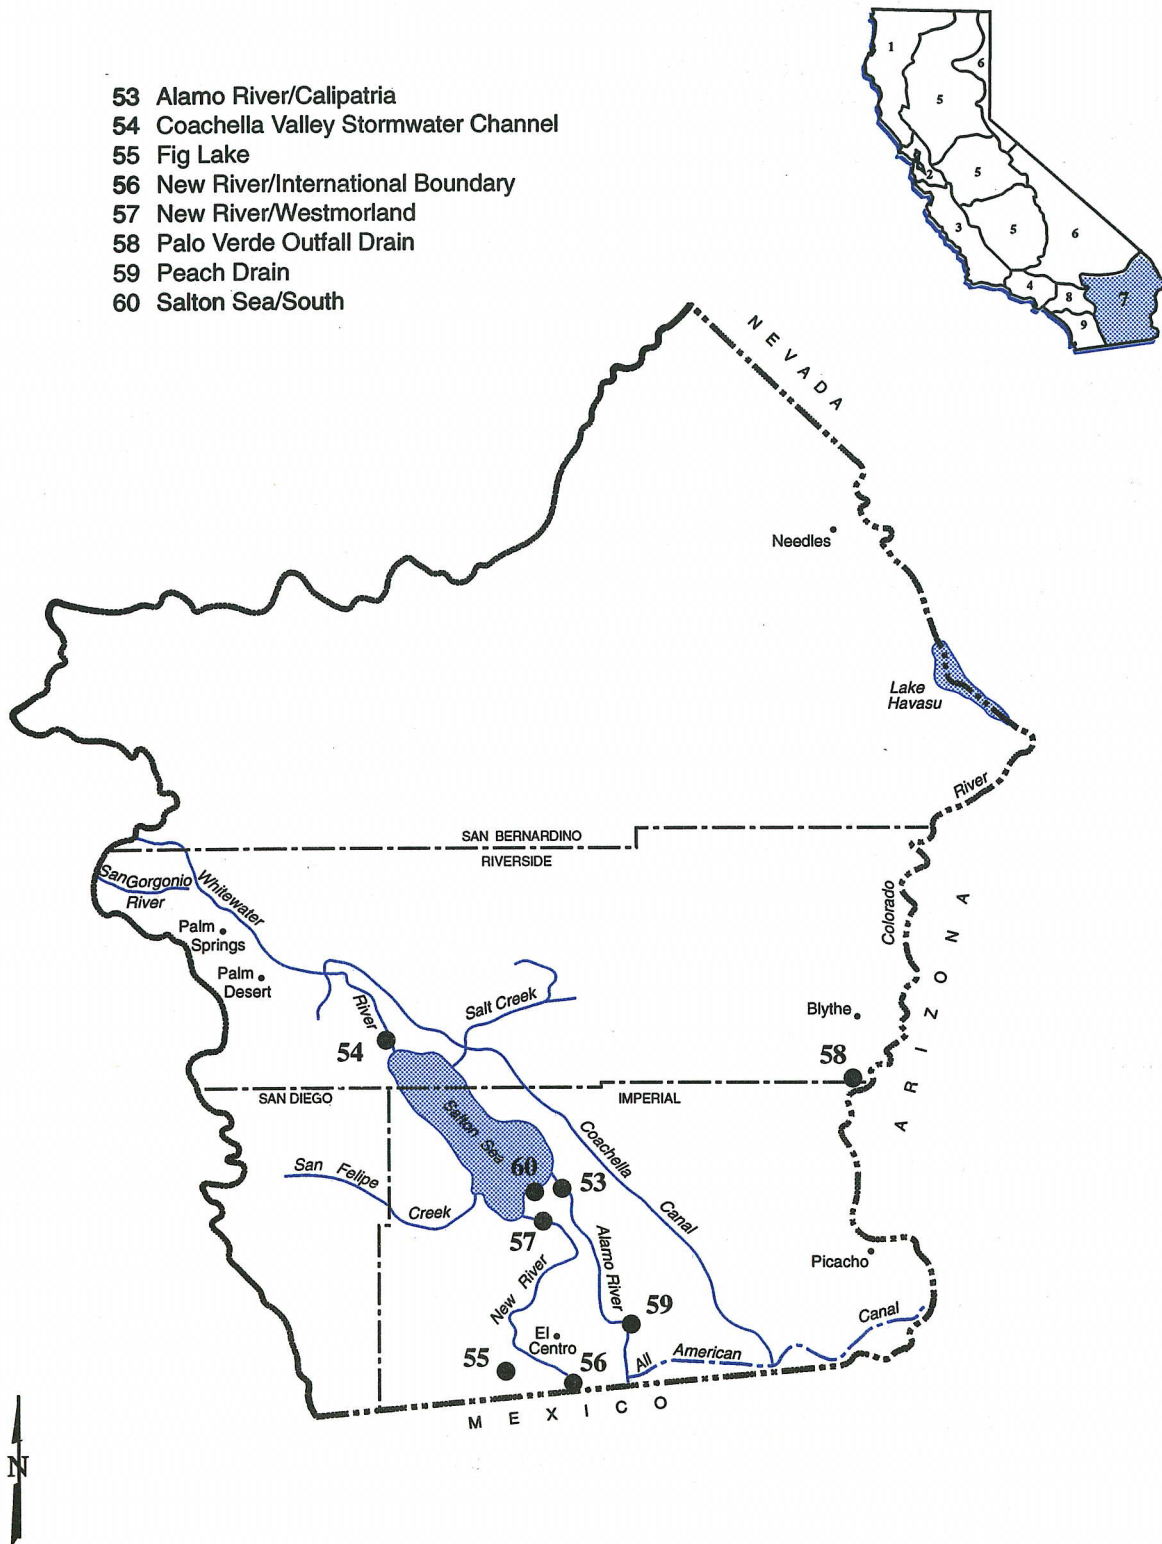 53 Alamo River/Calipatria
54 Coachella Valley Stormwater Channel
55 Fig Lake
56 New River/International Boundary
57 New River/Westmorland
58 Palo Verde Outfall Drain
59 Peach Drain
60 Salton Sea/South
1
6
5
2
5
3
5
6
4
8
7
9
NEVADA
Needles
Lake
Havasu
River
SAN BERNARDINO
RIVERSIDE
San Gorgonio
River
Whitewater
Palm
Springs
Palm
Desert
Colorado
ARIZONA
River
Salt Creek
Blythe
54
58
SAN DIEGO
IMPERIAL
Salton Sea
Coachella
San Felipe
60
53
Creek
Canal
57
Alamo River
New River
Picacho
59
Canal
El
Centro
55
56
All
American
MEXICO
N